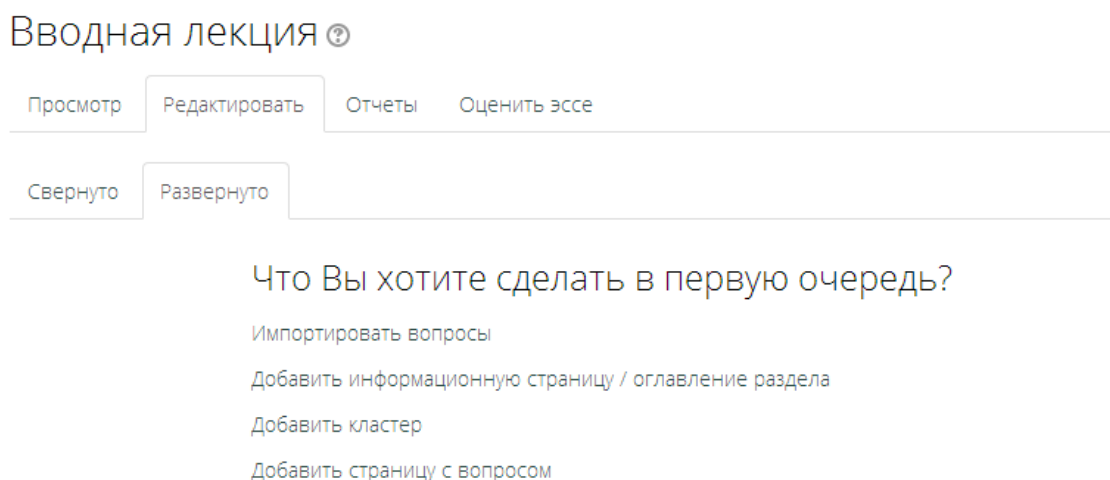 Вводная лекция
Просмотр Редактировать Отчеты Оценить эссе
Свернуто Развернуто
Что Вы хотите сделать в первую очередь?
Импортировать вопросы
Добавить информационную страницу / оглавление раздела
Добавить кластер
Добавить страницу с вопросом